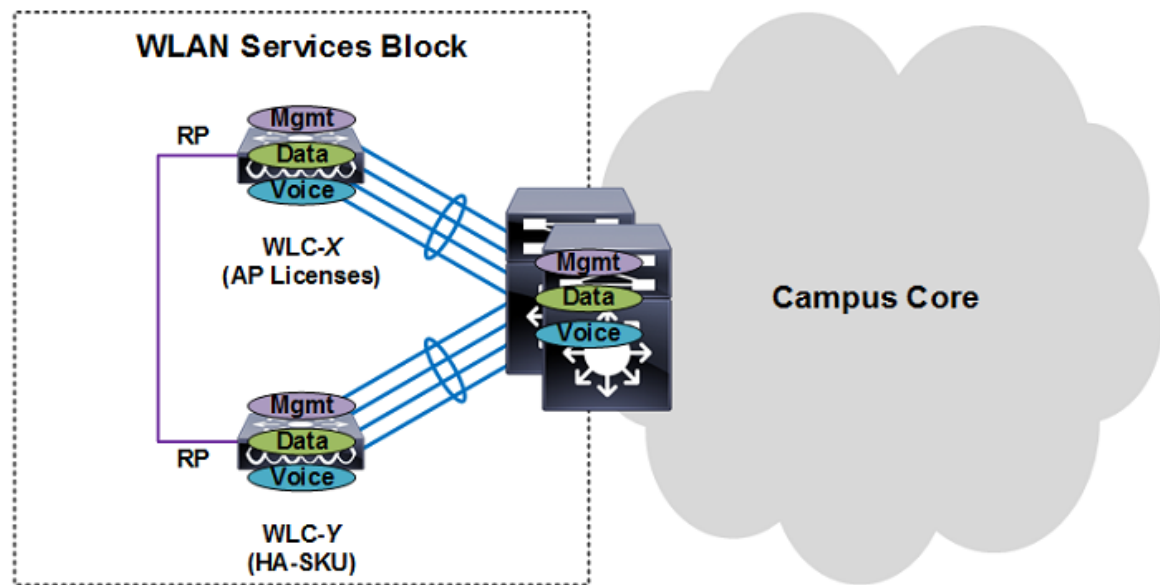 WLAN Services Block
RP
Mgmt
Data
Voice
WLC-X
(AP Licenses)
Mgmt
Data
Voice
Campus Core
Mgmt
Data
Voice
RP
WLC-Y
(HA-SKU)